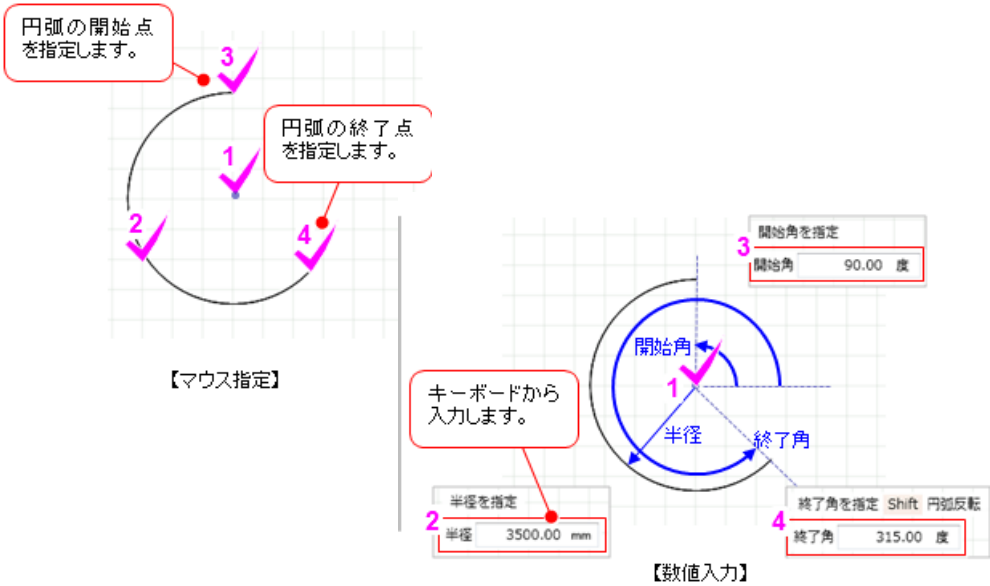 円弧の開始点
を指定します。
3
円弧の終了点
を指定します。
1
2
4
【マウス指定】
開始角を指定
3
開始角 90.00 度
開始角
1
キーボードから
入力します。
半径
終了角
半径を指定
2
半径 3500.00 mm
終了角を指定 Shift 円弧反転
4
終了角 315.00 度
【数値入力】